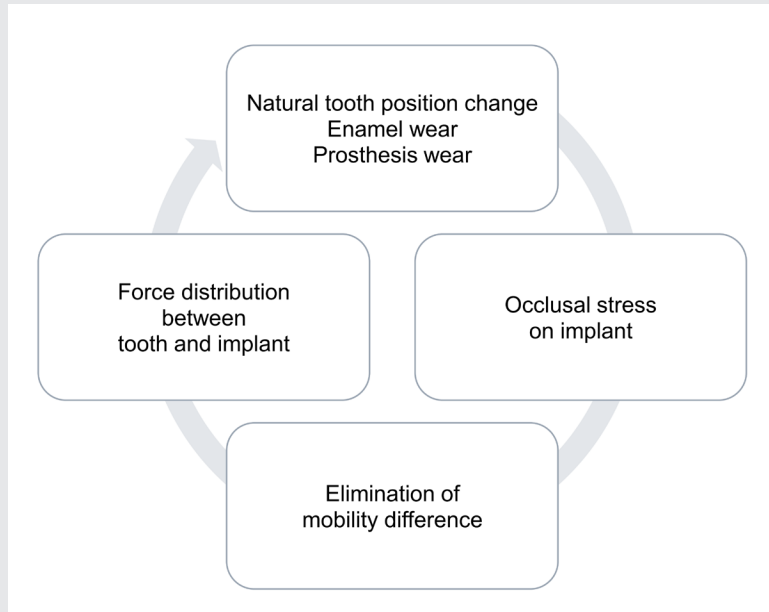 Natural tooth position change
Enamel wear
Prosthesis wear
Occlusal stress
on implant
Elimination of
mobility difference
Force distribution
between
tooth and implant